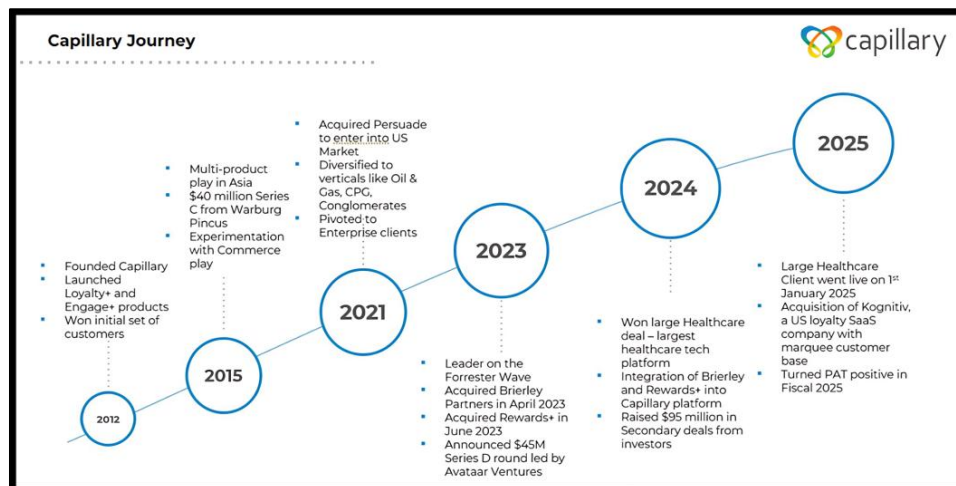 Capillary Journey
capillary
Founded Capillary
Launched
Loyalty+ and
Engage+ products
Won initial set of
customers
2012
Multi-product
play in Asia
$40 million Series
C from Warburg
Pincus
Experimentation
with Commerce
play
2015
Acquired Persuade
to enter into US
Market
Diversified to
verticals like Oil &
Gas, CPG,
Conglomerates
Pivoted to
Enterprise clients
2021
2023
Leader on the
Forrester Wave
Acquired Brierley
Partners in April 2023
Acquired Rewards+ in
June 2023
Announced $45M
Series D round led by
Avataar Ventures
2024
Won large Healthcare
deal – largest
healthcare tech
platform
Integration of Brierley
and Rewards+ into
Capillary platform
Raised $95 million in
Secondary deals from
investors
2025
Large Healthcare
Client went live on 1st
January 2025
Acquisition of Kognitiv,
a US loyalty SaaS
company with
marquee customer
base
Turned PAT positive in
Fiscal 2025